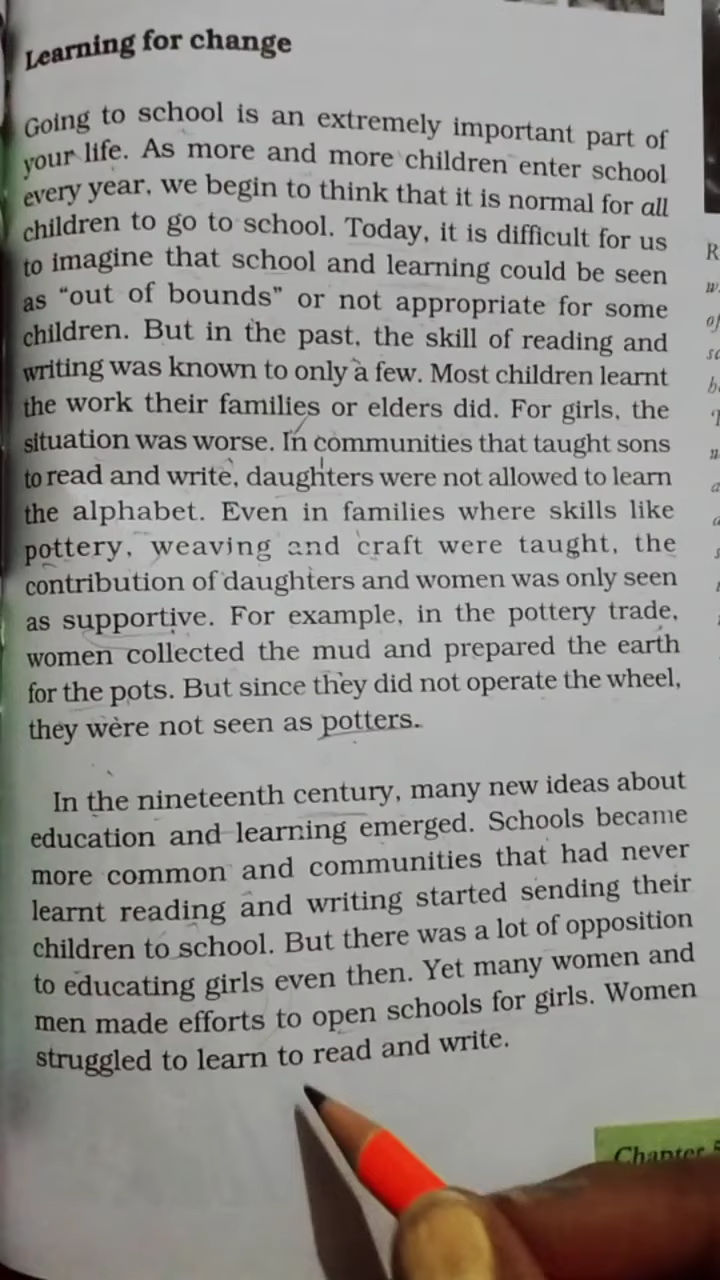 Learning for change
Going to school is an extremely important part of
your life. As more and more children enter school
every year, we begin to think that it is normal for all
children to go to school. Today, it is difficult for us
to imagine that school and learning could be seen
as “out of bounds” or not appropriate for some
children. But in the past, the skill of reading and
writing was known to only a few. Most children learnt
the work their families or elders did. For girls, the
situation was worse. In communities that taught sons
to read and write, daughters were not allowed to learn
the alphabet. Even in families where skills like
pottery, weaving and craft were taught, the
contribution of daughters and women was only seen
as supportive. For example, in the pottery trade,
women collected the mud and prepared the earth
for the pots. But since they did not operate the wheel,
they were not seen as potters.
In the nineteenth century, many new ideas about
education and learning emerged. Schools became
more common and communities that had never
learnt reading and writing started sending their
children to school. But there was a lot of opposition
to educating girls even then. Yet many women and
men made efforts to open schools for girls. Women
struggled to learn to read and write.
Chapter 5